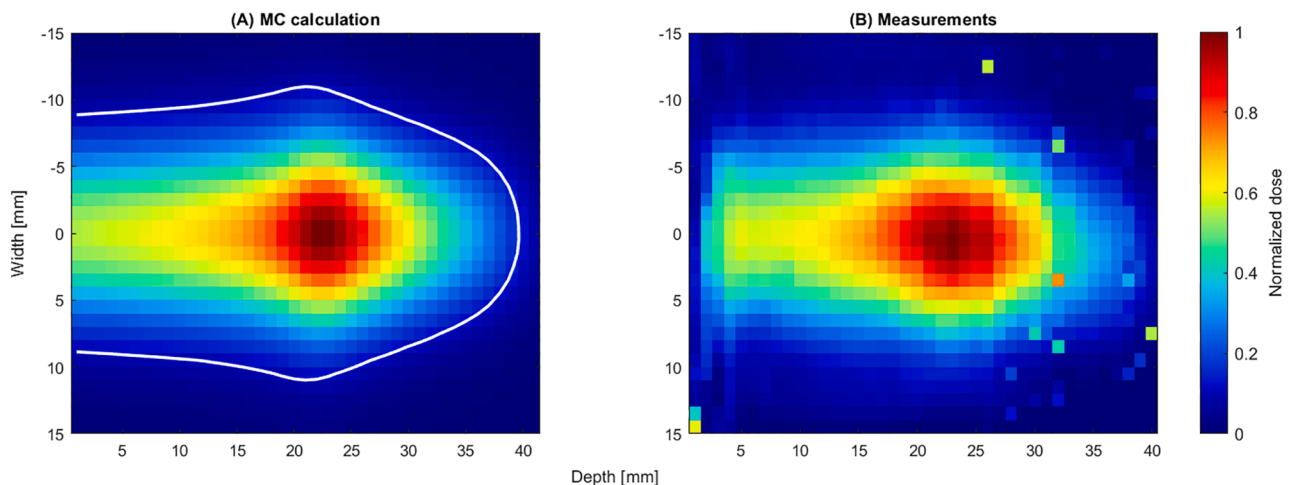 (A) MC calculation
(B) Measurements
-15
-10
-5
0
5
10
15
Width [mm]
5 10 15 20 25 30 35 40
-15
-10
-5
0
5
10
15
5 10 15 20 25 30 35 40
Depth [mm]
1
0.8
0.6
0.4
0.2
0
Normalized dose